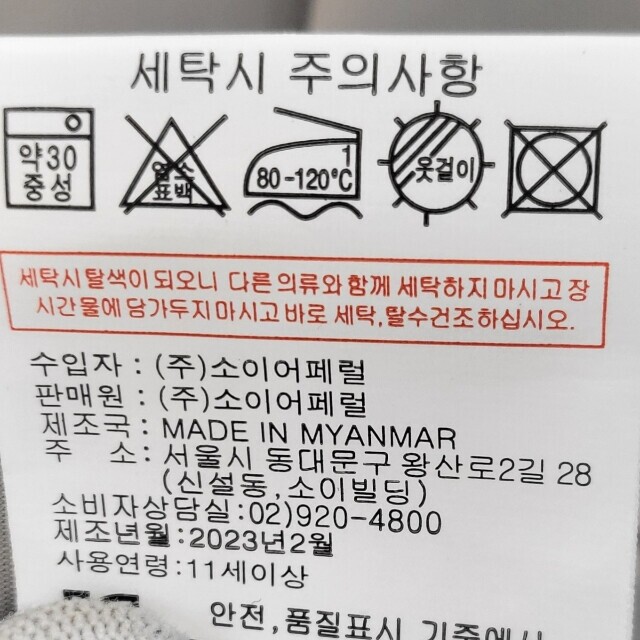 세탁시 주의사항
약30
중성
염소
표백
1
80-120℃
옷걸이
세탁시 탈색이 되오니 다른 의류와 함께 세탁하지 마시고 장
시간 물에 담가두지 마시고 바로 세탁,탈수건조하십시오.
수입자 : (주)소이어페럴
판매원 : (주)소이어페럴
제조국 : MADE IN MYANMAR
주 소 : 서울시 동대문구 왕산로2길 28
(신설동,소이빌딩)
소비자상담실:02)920-4800
제조년월:2023년2월
사용연령:11세이상
안전,품질표시 기준에